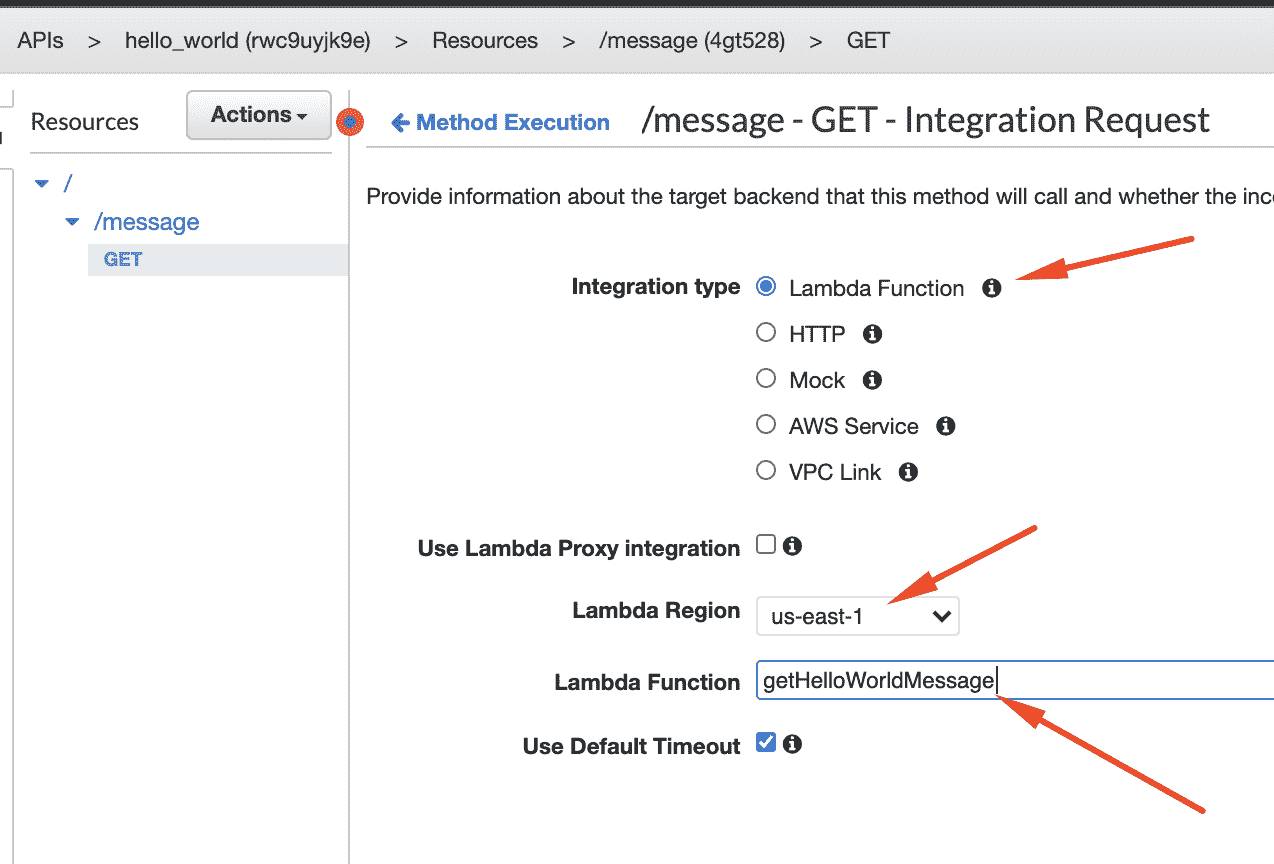 APIs > hello_world (rwc9uyjk9e) > Resources > /message (4gt528) > GET
Resources
Actions
/
/message
GET
Method Execution /message - GET - Integration Request
Provide information about the target backend that this method will call and whether the
Integration type Lambda Function
HTTP
Mock
AWS Service
VPC Link
Use Lambda Proxy integration
Lambda Region us-east-1
Lambda Function getHelloWorldMessage
Use Default Timeout